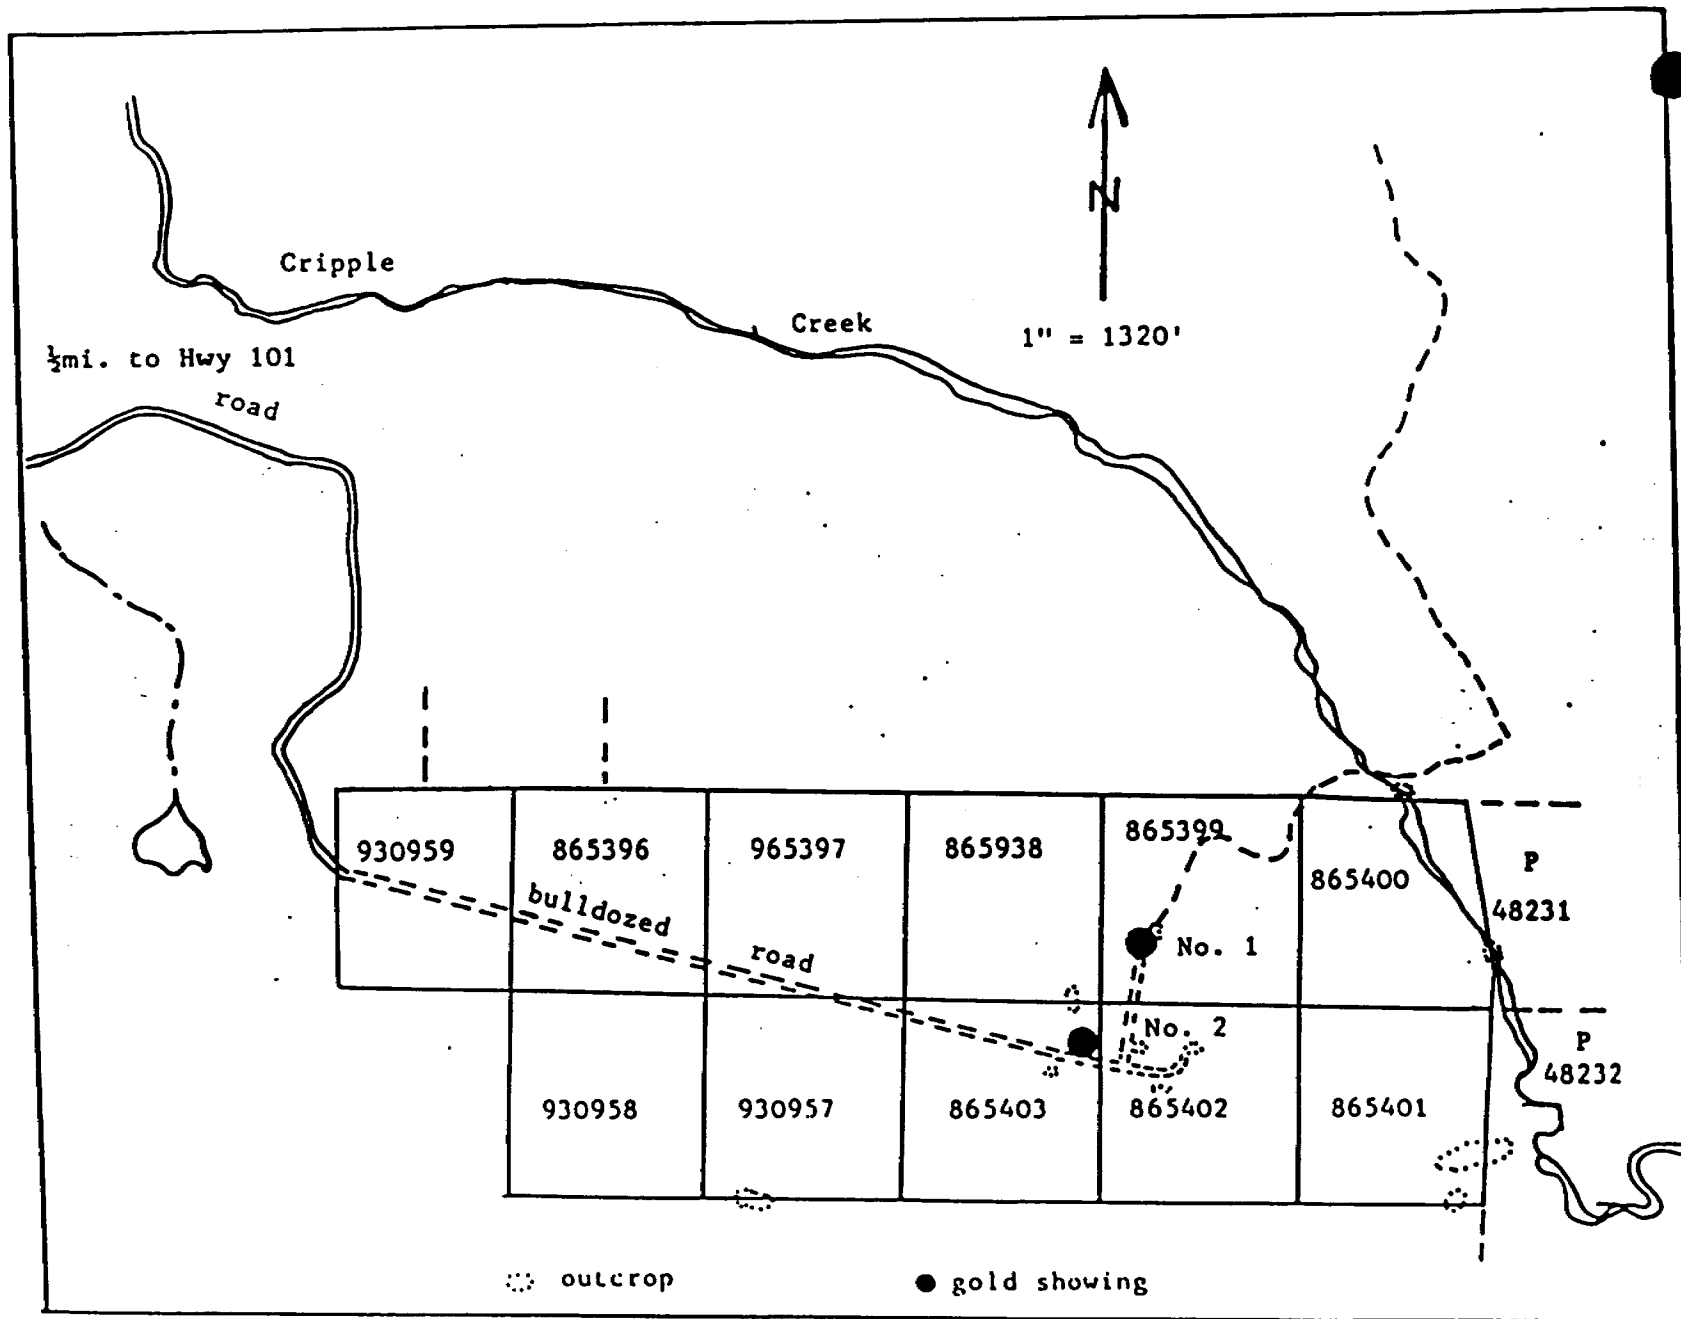 N
Cripple
Creek
1" = 1320'
½mi. to Hwy 101
road
930959
865396
965397
865938
865399
865400
P
48231
bulldozed
road
No. 1
No. 2
P
48232
930958
930957
865403
865402
865401
outcrop
gold showing